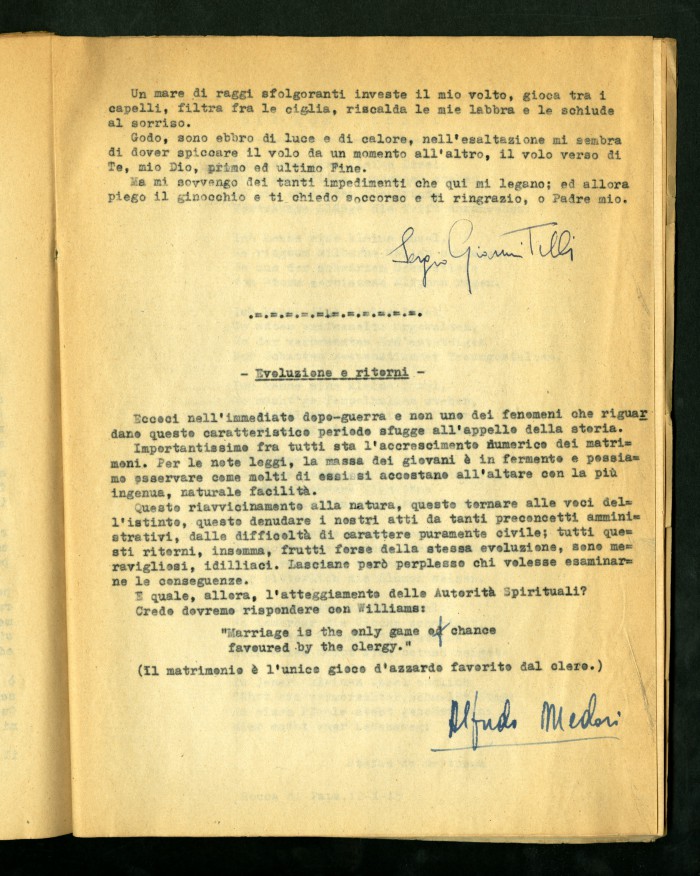 Un mare di raggi sfolgoranti investe il mio volto, gioca tra i
capelli, filtra fra le ciglia, riscalda le mie labbra e le schiude
al sorriso.
Godo, sono ebbro di luce e di calore, nell'esaltazione mi sembra
di dover spiccare il volo da un momento all'altro, il volo verso di
Te, mio Dio, primo ed ultimo Fine.
Ma mi sovvengo dei tanti impedimenti che qui mi legano; ed allora
piego il ginocchio e ti chiedo soccorso e ti ringrazio, o Padre mio.
Sergio Gianni Telli
.=.=.=.=.=.=.=.=.=.=.=.
- Evoluzione e ritorni -
Eccoci nell'immediato dopo-guerra e non uno dei fenomeni che riguar
dano questo caratteristico periodo sfugge all'appello della storia.
Importantissimo fra tutti sta l'accrescimento numerico dei matri=
moni. Per le note leggi, la massa dei giovani è in fermento e possia=
mo osservare come molti di essissi accostano all'altare con la più
ingenua, naturale facilità.
Questo riavvicinamento alla natura, questo tornare alle voci del=
l'istinto, questo denudare i nostri atti da tanti preconcetti ammini=
strativi, dalle difficoltà di carattere puramente civile; tutti que=
sti ritorni, insomma, frutti forse della stessa evoluzione, sono me=
ravigliosi, idilliaci. Lasciano però perplesso chi volesse esaminar=
ne le conseguenze.
E quale, allora, l'atteggiamento delle Autorità Spirituali?
Credo dovremo rispondere con Williams:
"Marriage is the only game of chance
favoured by the clergy."
(Il matrimonio è l'unico gioco d'azzardo favorito dal clero.)
Alfredo Medori